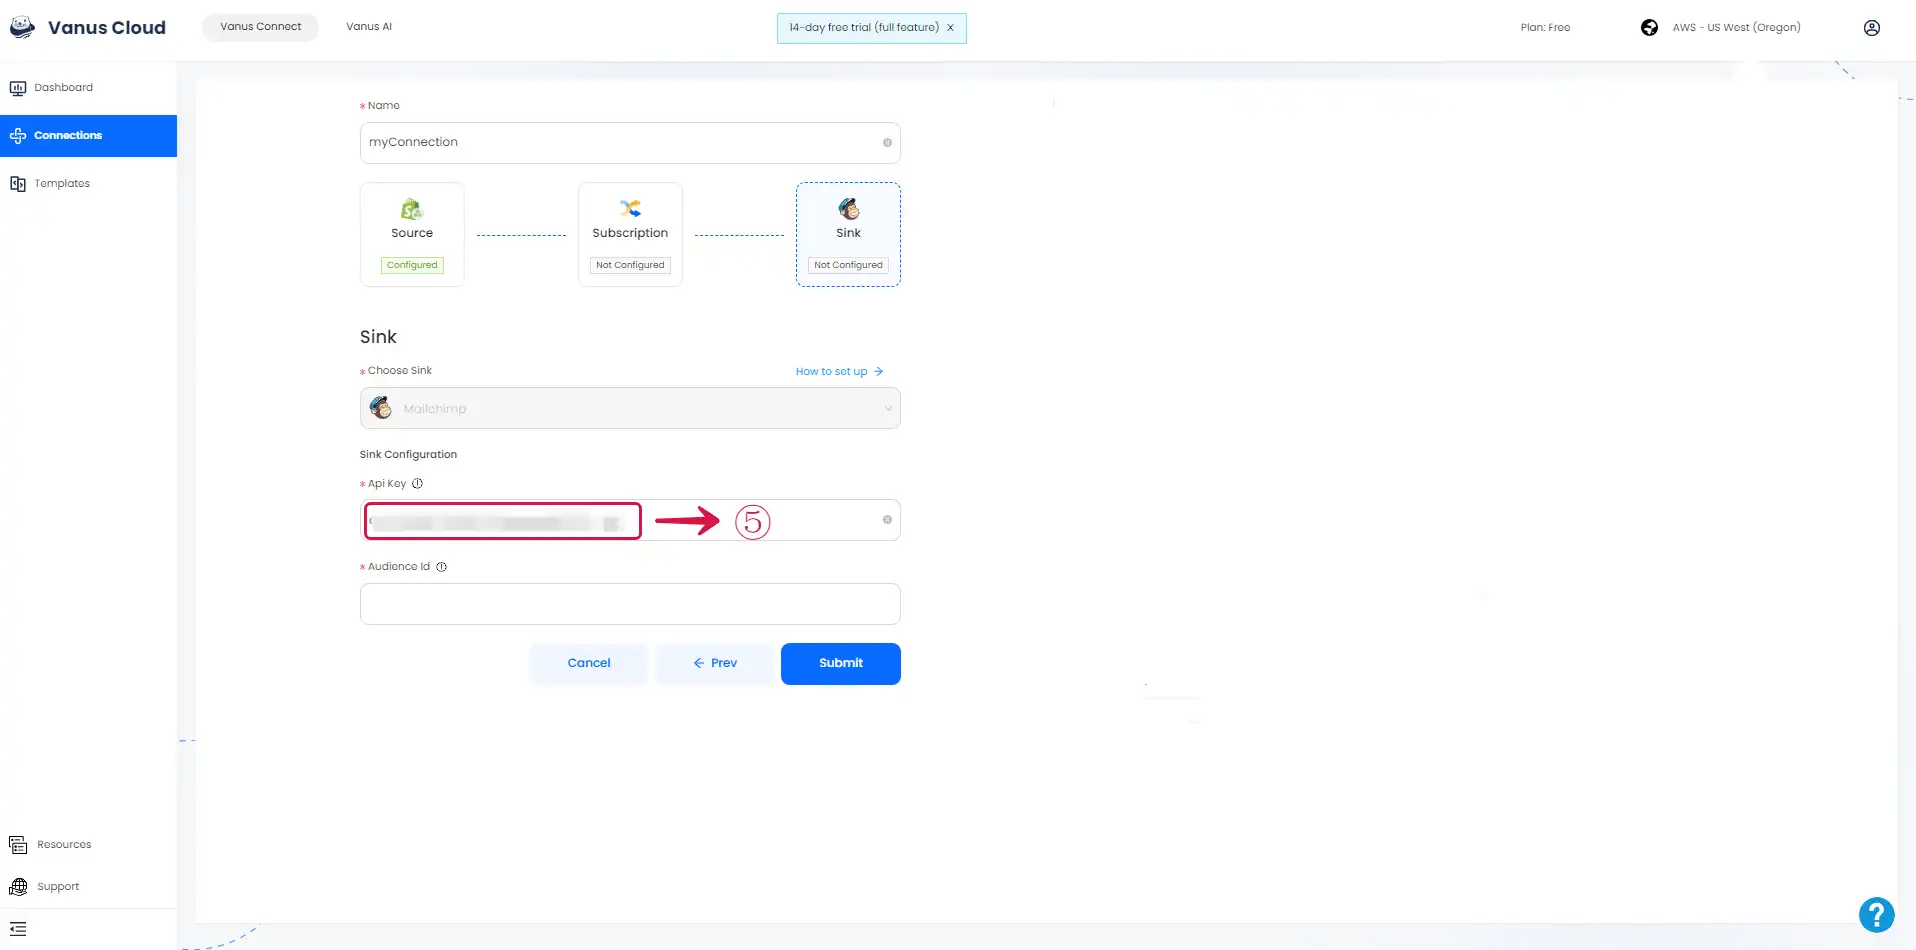 Vanus Cloud
Vanus Connect
Vanus AI
14-day free trial (full feature) ×
Plan: Free
AWS - US West (Oregon)
Dashboard
Connections
Templates
* Name
myConnection
Source
Configured
Subscription
Not Configured
Sink
Not Configured
Sink
* Choose Sink
How to set up →
Mailchimp
Sink Configuration
* Api Key
⑤
* Audience Id
Cancel
← Prev
Submit
Resources
Support
?